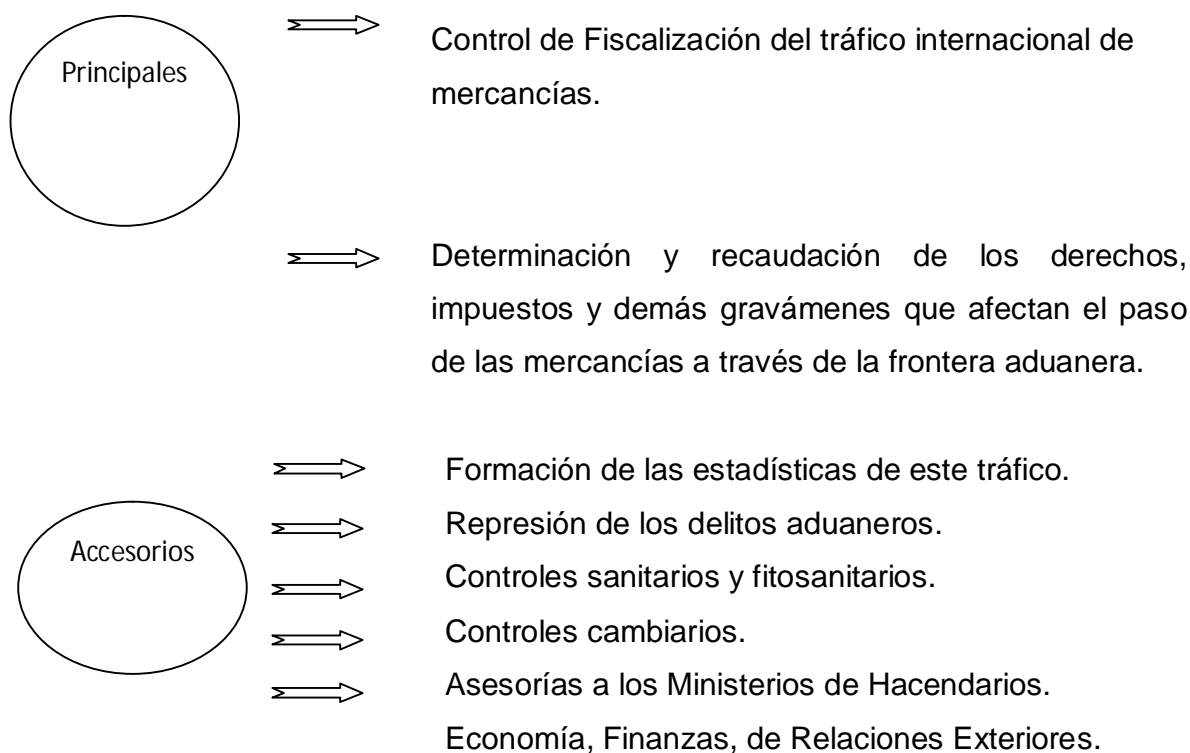 Principales
Control de Fiscalización del tráfico internacional de
mercancías.
Determinación y recaudación de los derechos,
impuestos y demás gravámenes que afectan el paso
de las mercancías a través de la frontera aduanera.
Accesorios
Formación de las estadísticas de este tráfico.
Represión de los delitos aduaneros.
Controles sanitarios y fitosanitarios.
Controles cambiarios.
Asesorías a los Ministerios de Hacendarios.
Economía, Finanzas, de Relaciones Exteriores.